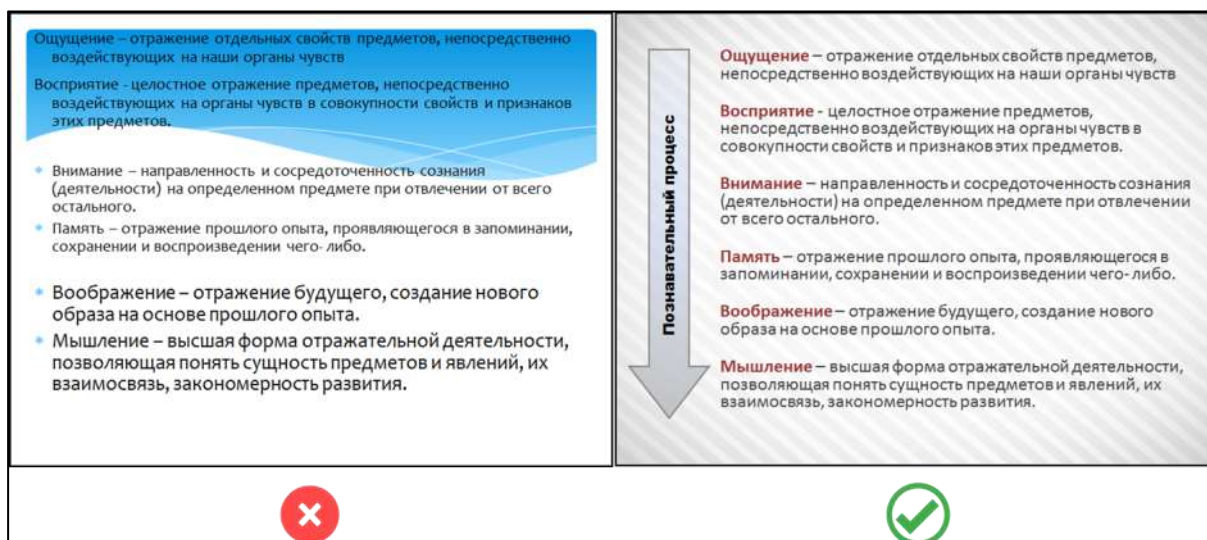 Ощущение – отражение отдельных свойств предметов, непосредственно
воздействующих на наши органы чувств
Восприятие - целостное отражение предметов, непосредственно
воздействующих на органы чувств в совокупности свойств и признаков
этих предметов.
Внимание – направленность и сосредоточенность сознания
(деятельности) на определенном предмете при отвлечении от всего
остального.
Память – отражение прошлого опыта, проявляющегося в запоминании,
сохранении и воспроизведении чего- либо.
Воображение – отражение будущего, создание нового
образа на основе прошлого опыта.
Мышление – высшая форма отражательной деятельности,
позволяющая понять сущность предметов и явлений, их
взаимосвязь, закономерность развития.
Познавательный процесс
Ощущение – отражение отдельных свойств предметов,
непосредственно воздействующих на наши органы чувств
Восприятие - целостное отражение предметов,
непосредственно воздействующих на органы чувств в
совокупности свойств и признаков этих предметов.
Внимание – направленность и сосредоточенность сознания
(деятельности) на определенном предмете при отвлечении
от всего остального.
Память – отражение прошлого опыта, проявляющегося в
запоминании, сохранении и воспроизведении чего- либо.
Воображение – отражение будущего, создание нового
образа на основе прошлого опыта.
Мышление – высшая форма отражательной деятельности,
позволяющая понять сущность предметов и явлений, их
взаимосвязь, закономерность развития.